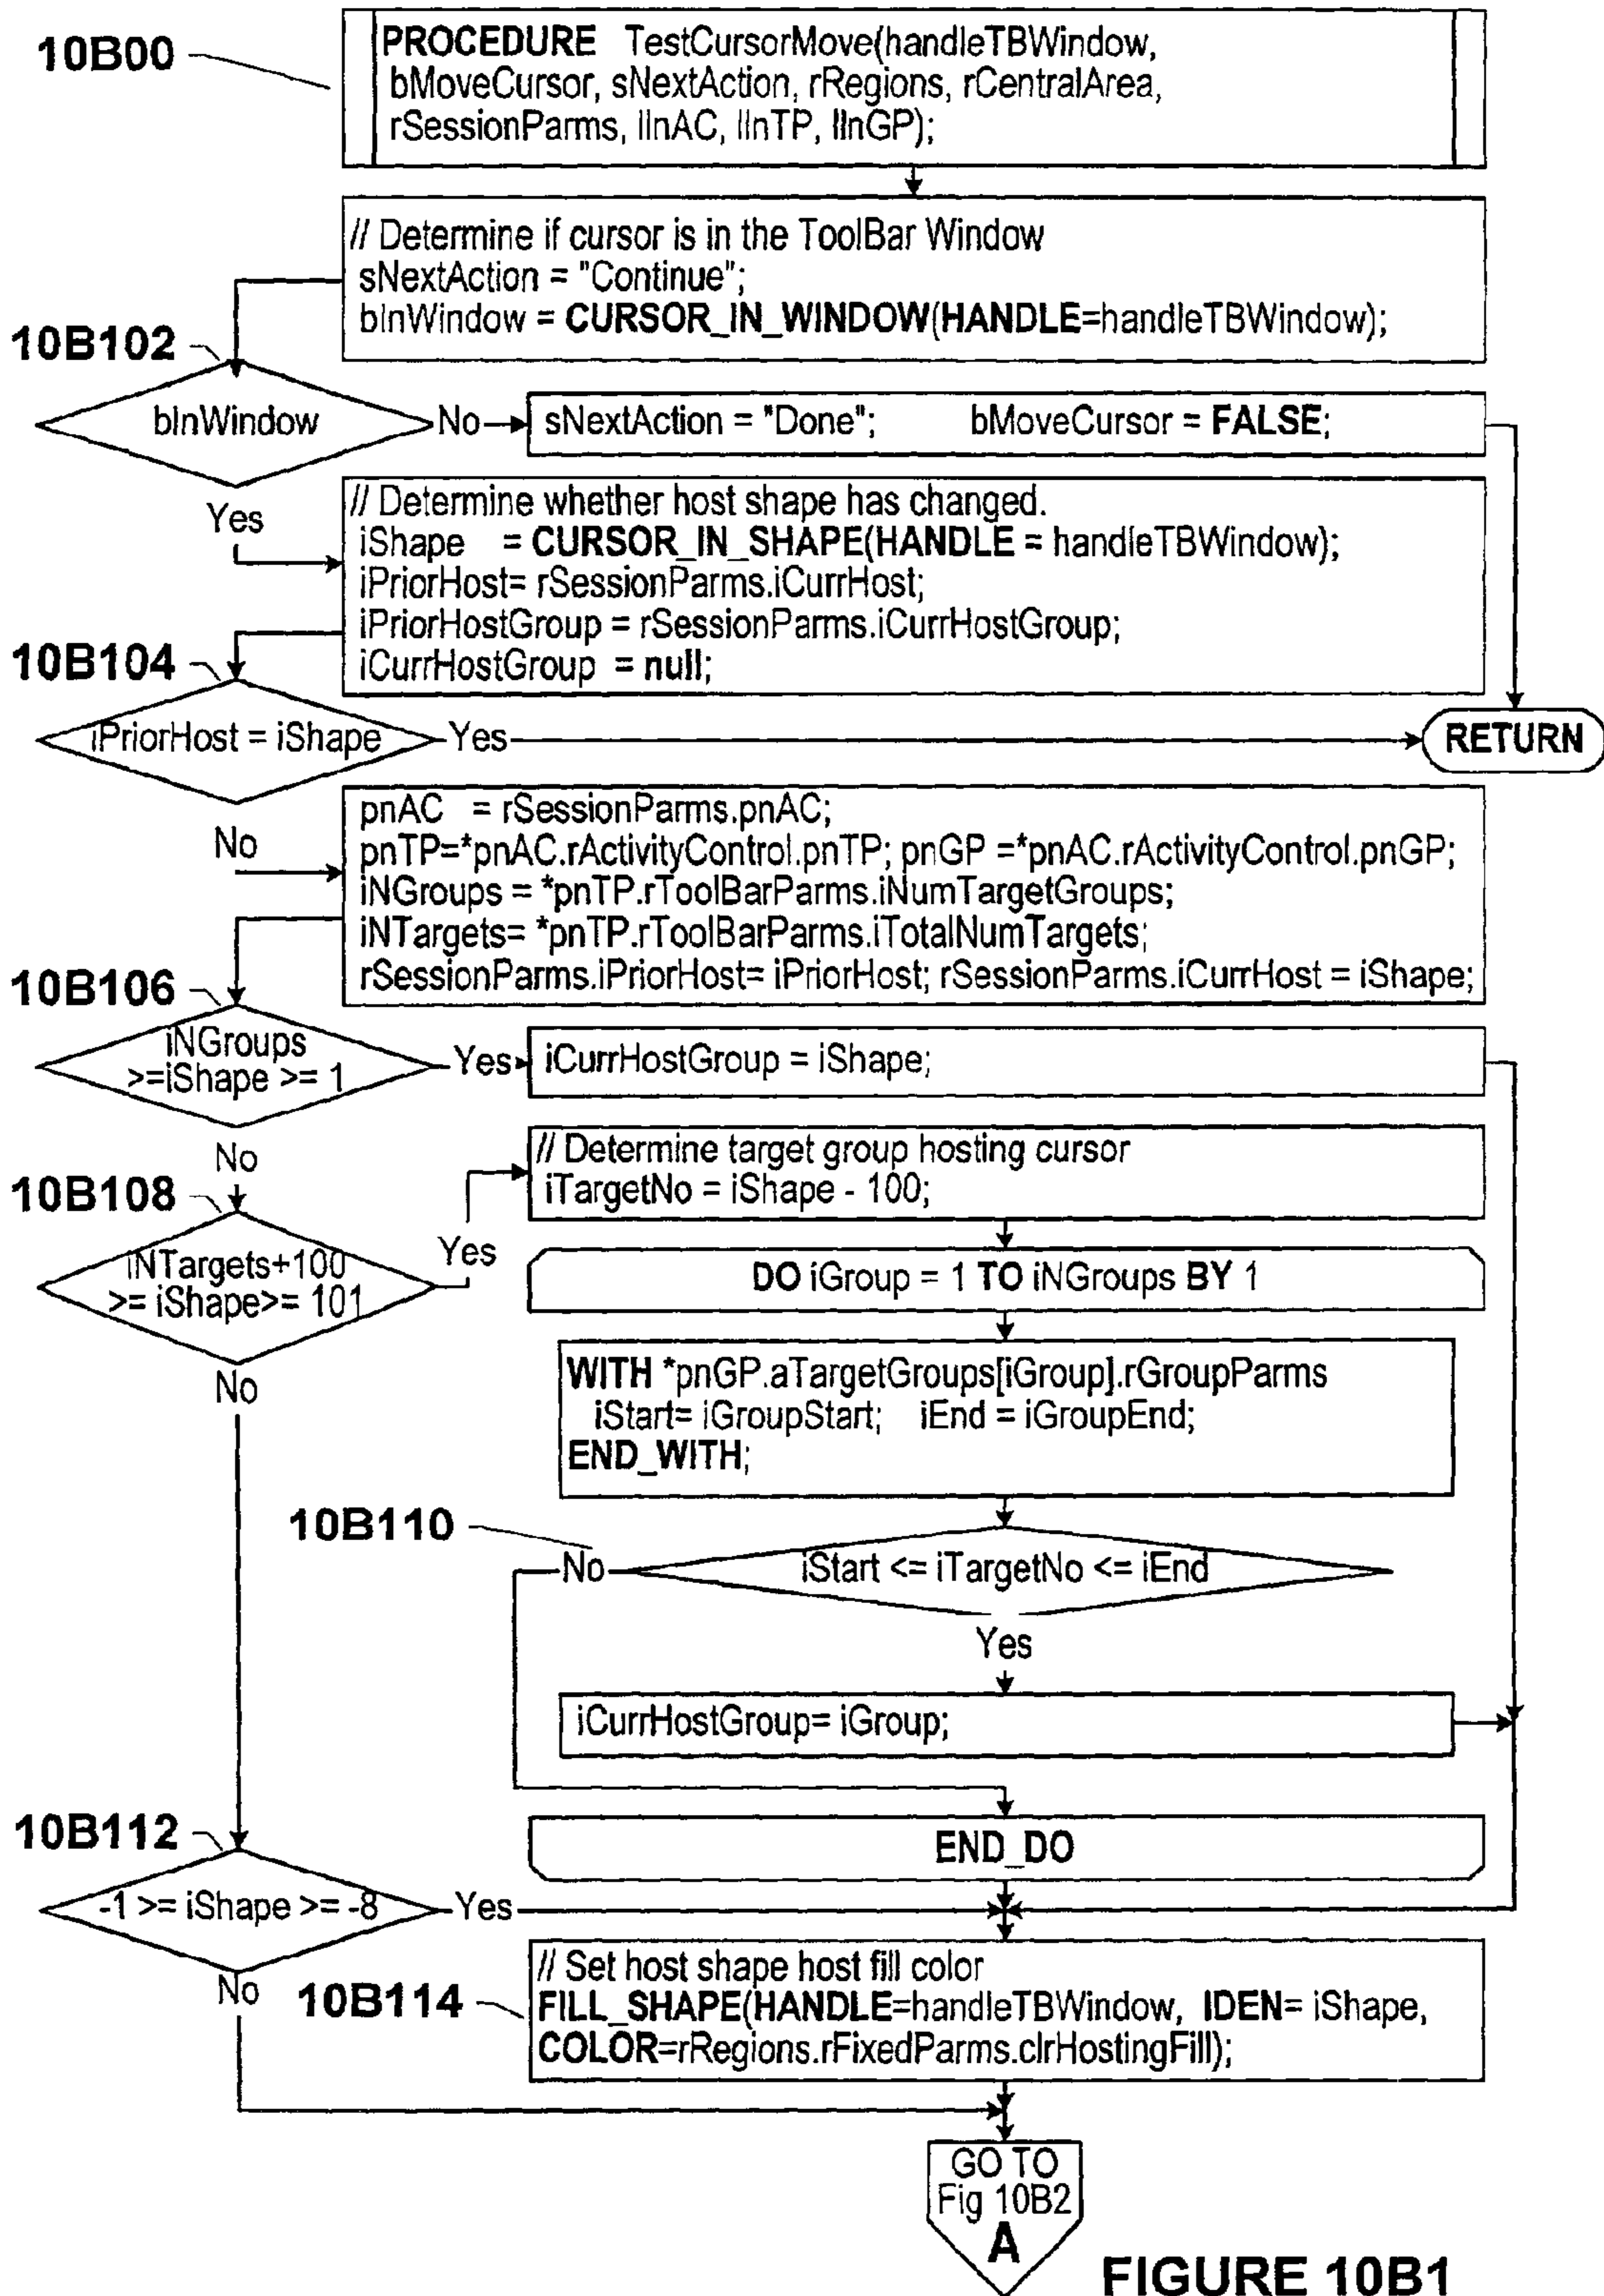 10B00
PROCEDURE TestCursorMove(handleTBWindow,
bMoveCursor, sNextAction, rRegions, rCentralArea,
rSessionParms, llnAC, llnTP, llnGP);
// Determine if cursor is in the ToolBar Window
sNextAction = "Continue";
bInWindow = CURSOR_IN_WINDOW(HANDLE=handleTBWindow);
10B102
bInWindow
No
sNextAction = "Done"; bMoveCursor = FALSE;
Yes
// Determine whether host shape has changed.
iShape = CURSOR_IN_SHAPE(HANDLE = handleTBWindow);
iPriorHost= rSessionParms.iCurrHost;
iPriorHostGroup = rSessionParms.iCurrHostGroup;
iCurrHostGroup = null;
10B104
iPriorHost = iShape
Yes
RETURN
No
pnAC = rSessionParms.pnAC;
pnTP=*pnAC.rActivityControl.pnTP; pnGP =*pnAC.rActivityControl.pnGP;
iNGroups = *pnTP.rToolBarParms.iNumTargetGroups;
iNTargets= *pnTP.rToolBarParms.iTotalNumTargets;
rSessionParms.iPriorHost= iPriorHost; rSessionParms.iCurrHost = iShape;
10B106
iNGroups
>=iShape >= 1
Yes
iCurrHostGroup = iShape;
No
10B108
iNTargets+100
>= iShape>= 101
Yes
// Determine target group hosting cursor
iTargetNo = iShape - 100;
DO iGroup = 1 TO iNGroups BY 1
No
WITH *pnGP.aTargetGroups[iGroup].rGroupParms
iStart= iGroupStart; iEnd = iGroupEnd;
END_WITH;
10B110
No
iStart <= iTargetNo <= iEnd
Yes
iCurrHostGroup= iGroup;
END_DO
10B112
-1 >= iShape >= -8
Yes
No
10B114
// Set host shape host fill color
FILL_SHAPE(HANDLE=handleTBWindow, IDEN= iShape,
COLOR=rRegions.rFixedParms.clrHostingFill);
GO TO
Fig 10B2
A
FIGURE 10B1